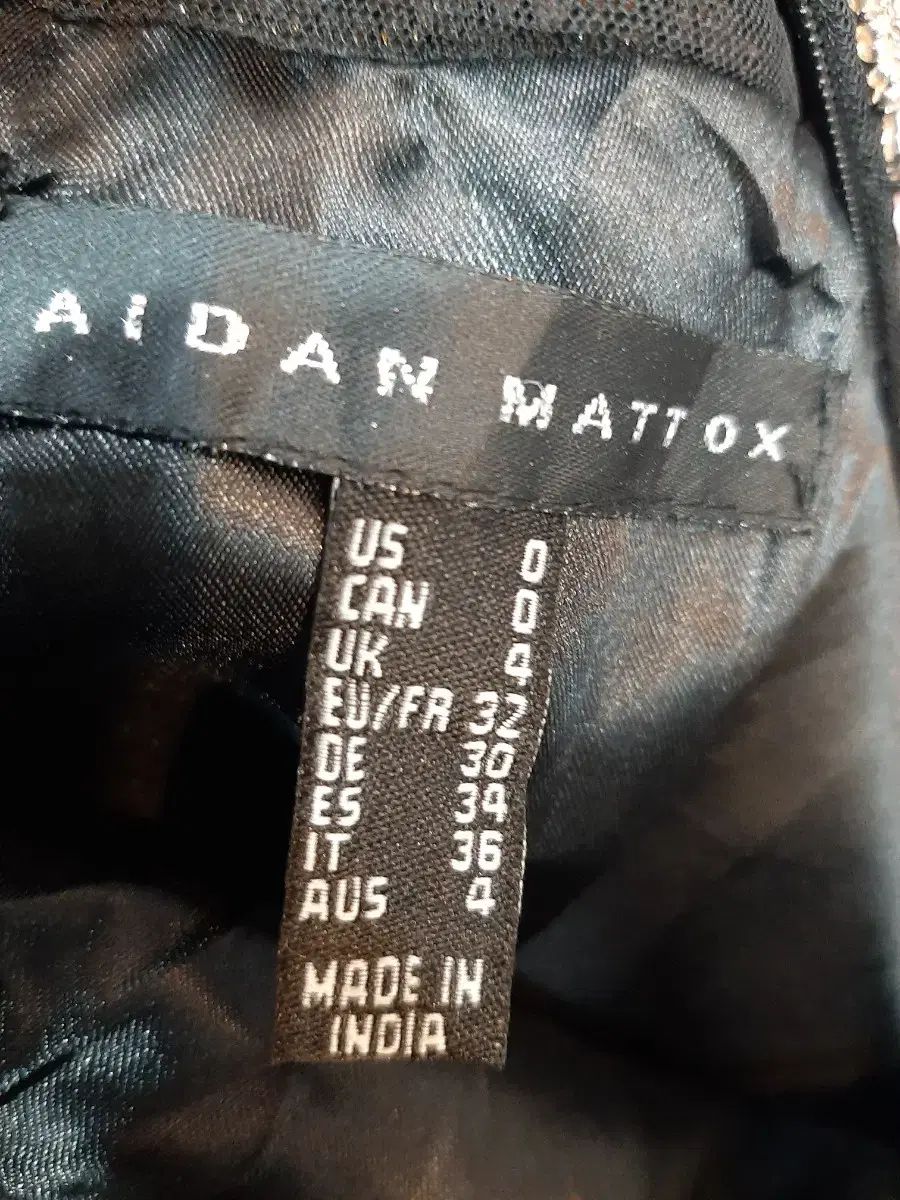 AIDAN MATTOX
US 0
CAN 0
UK 4
EU/FR 32
DE 30
ES 34
IT 36
AUS 4
MADE IN
INDIA